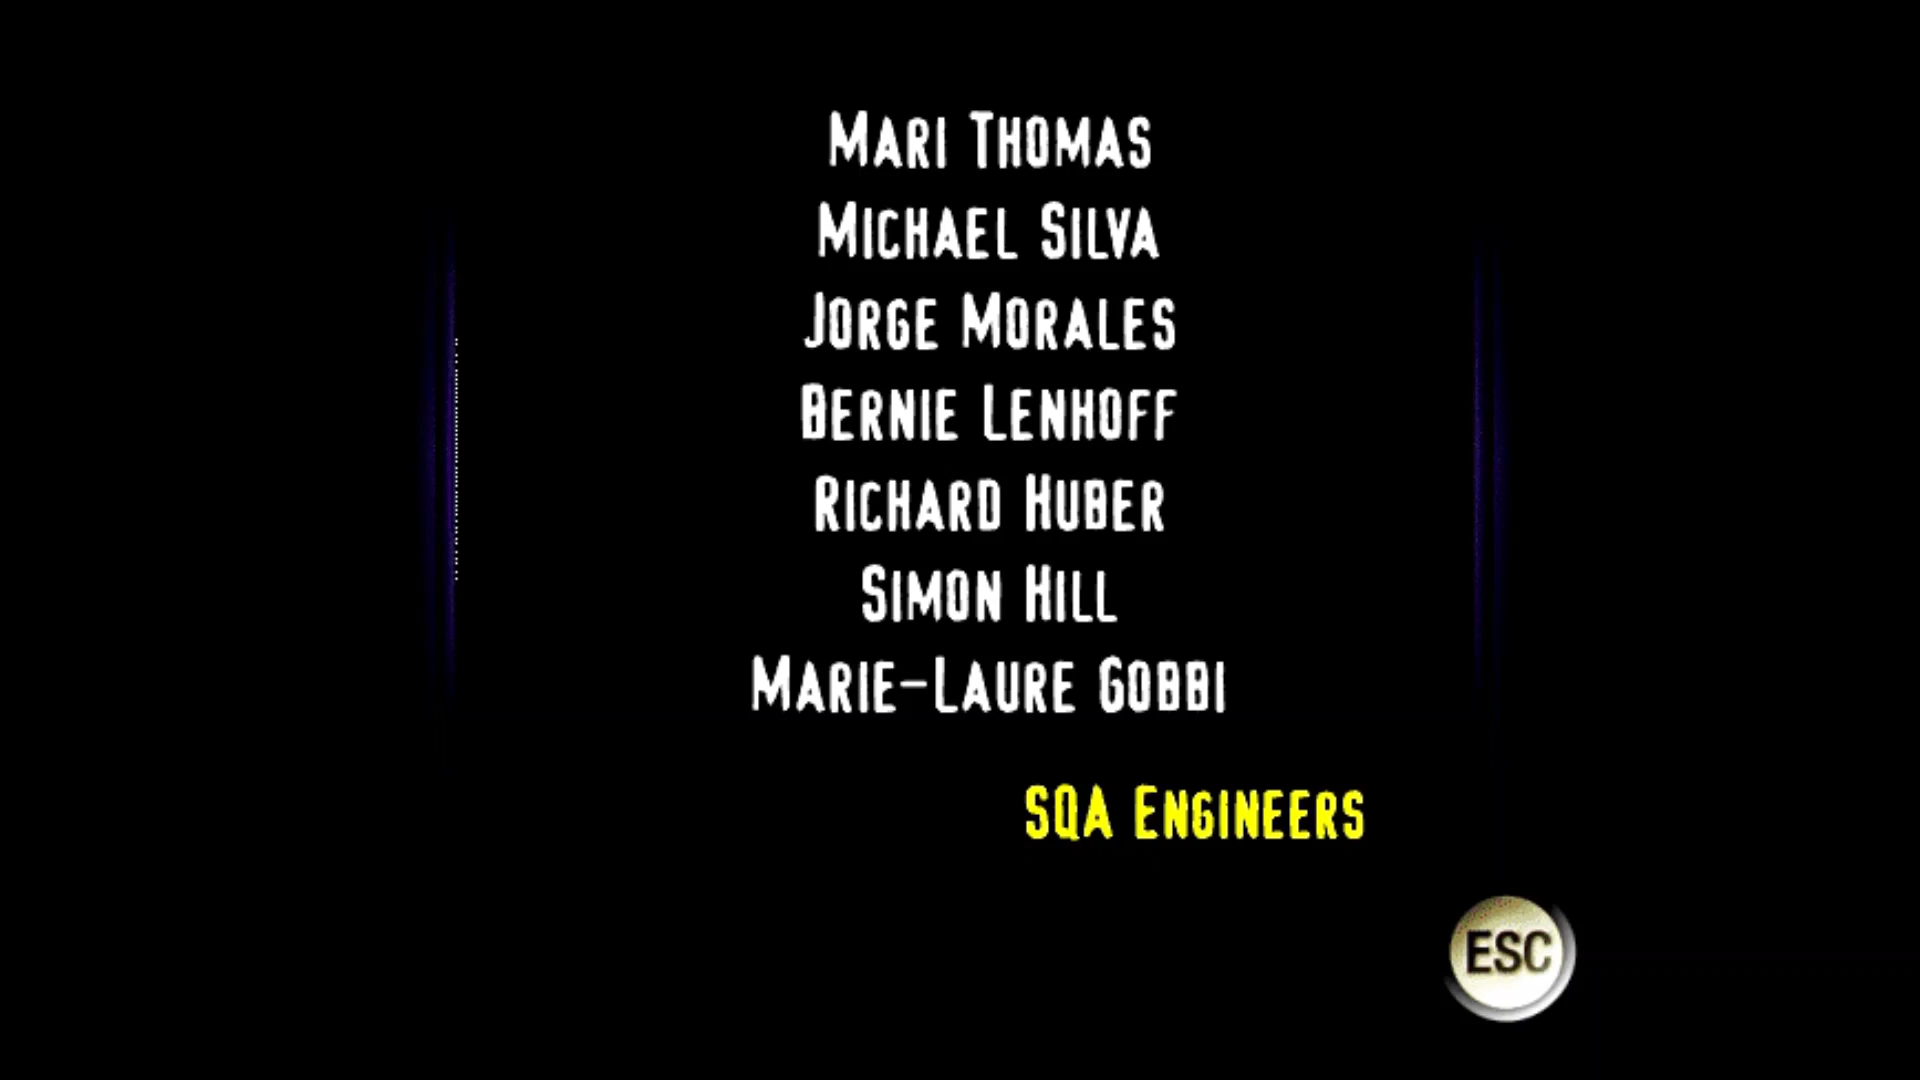 Mari Thomas
Michael Silva
Jorge Morales
Bernie Lenhoff
Richard Huber
Simon Hill
Marie-Laure Gobbi
SQA Engineers
ESC